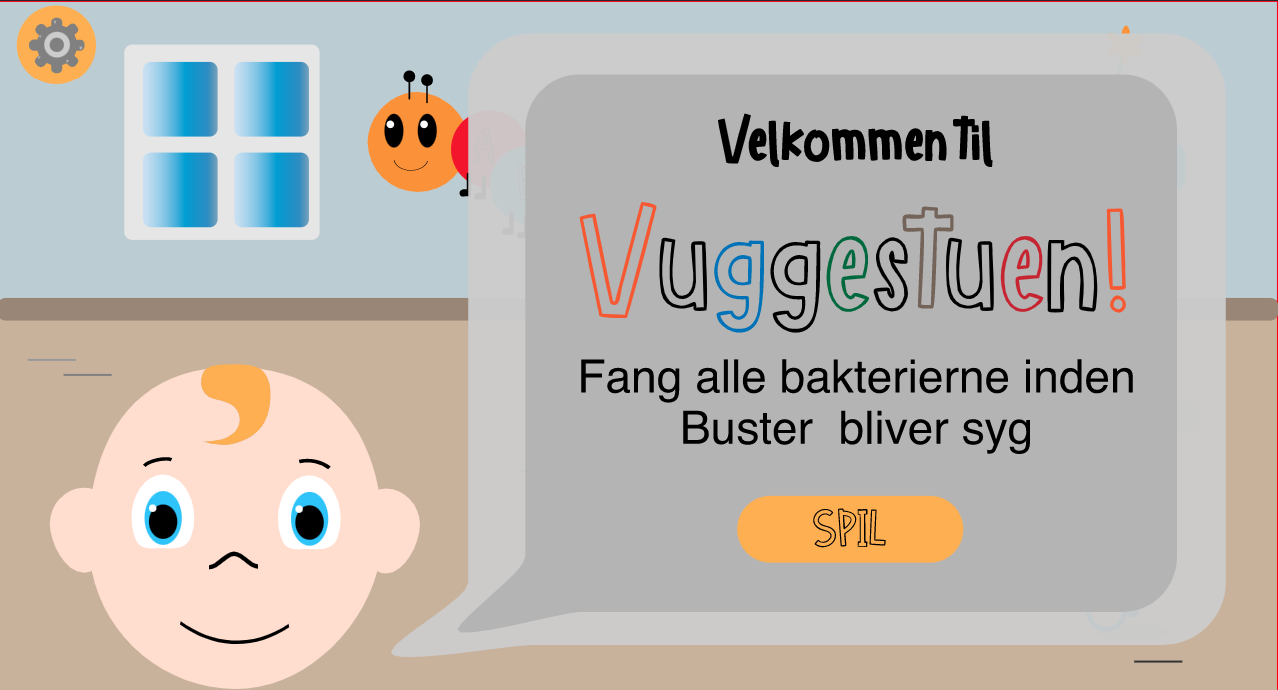 Velkommen til
Vuggestuen!
Fang alle bakterierne inden
Buster  bliver syg
SPIL